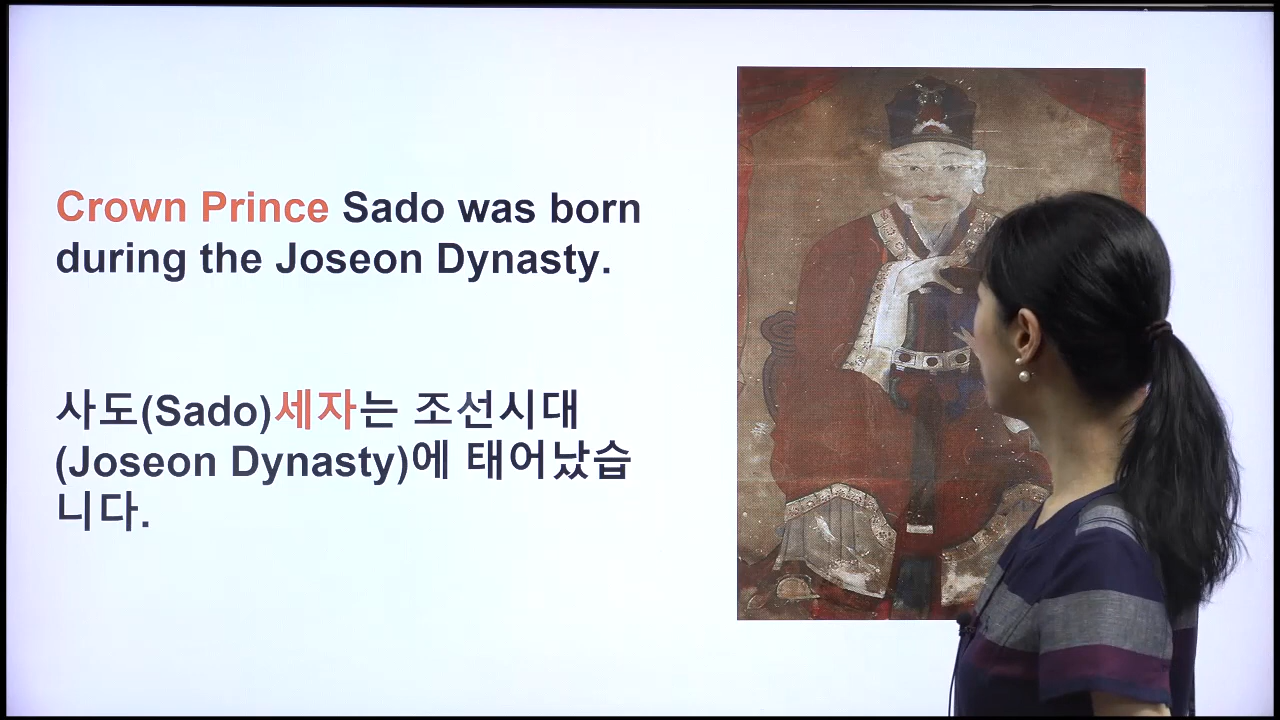 Crown Prince Sado was born
during the Joseon Dynasty.
사도(Sado)세자는 조선시대
(Joseon Dynasty)에 태어났습
니다.